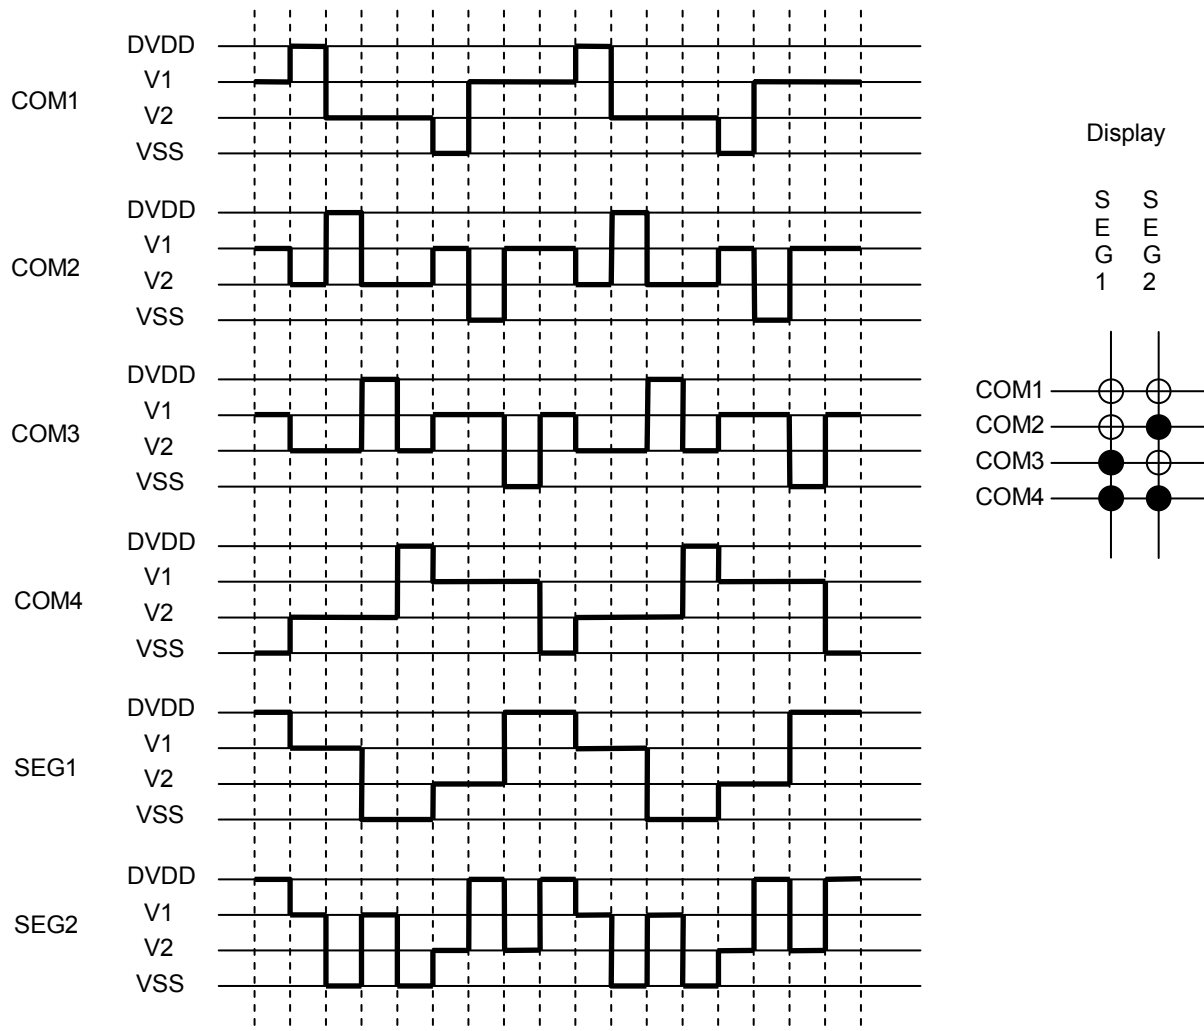 DVDD
V1
COM1
V2
VSS
DVDD
V1
COM2
V2
VSS
DVDD
V1
COM3
V2
VSS
DVDD
V1
COM4
V2
VSS
DVDD
V1
SEG1
V2
VSS
DVDD
V1
SEG2
V2
VSS
Display
S S
E E
G G
1 2
COM1
COM2
COM3
COM4